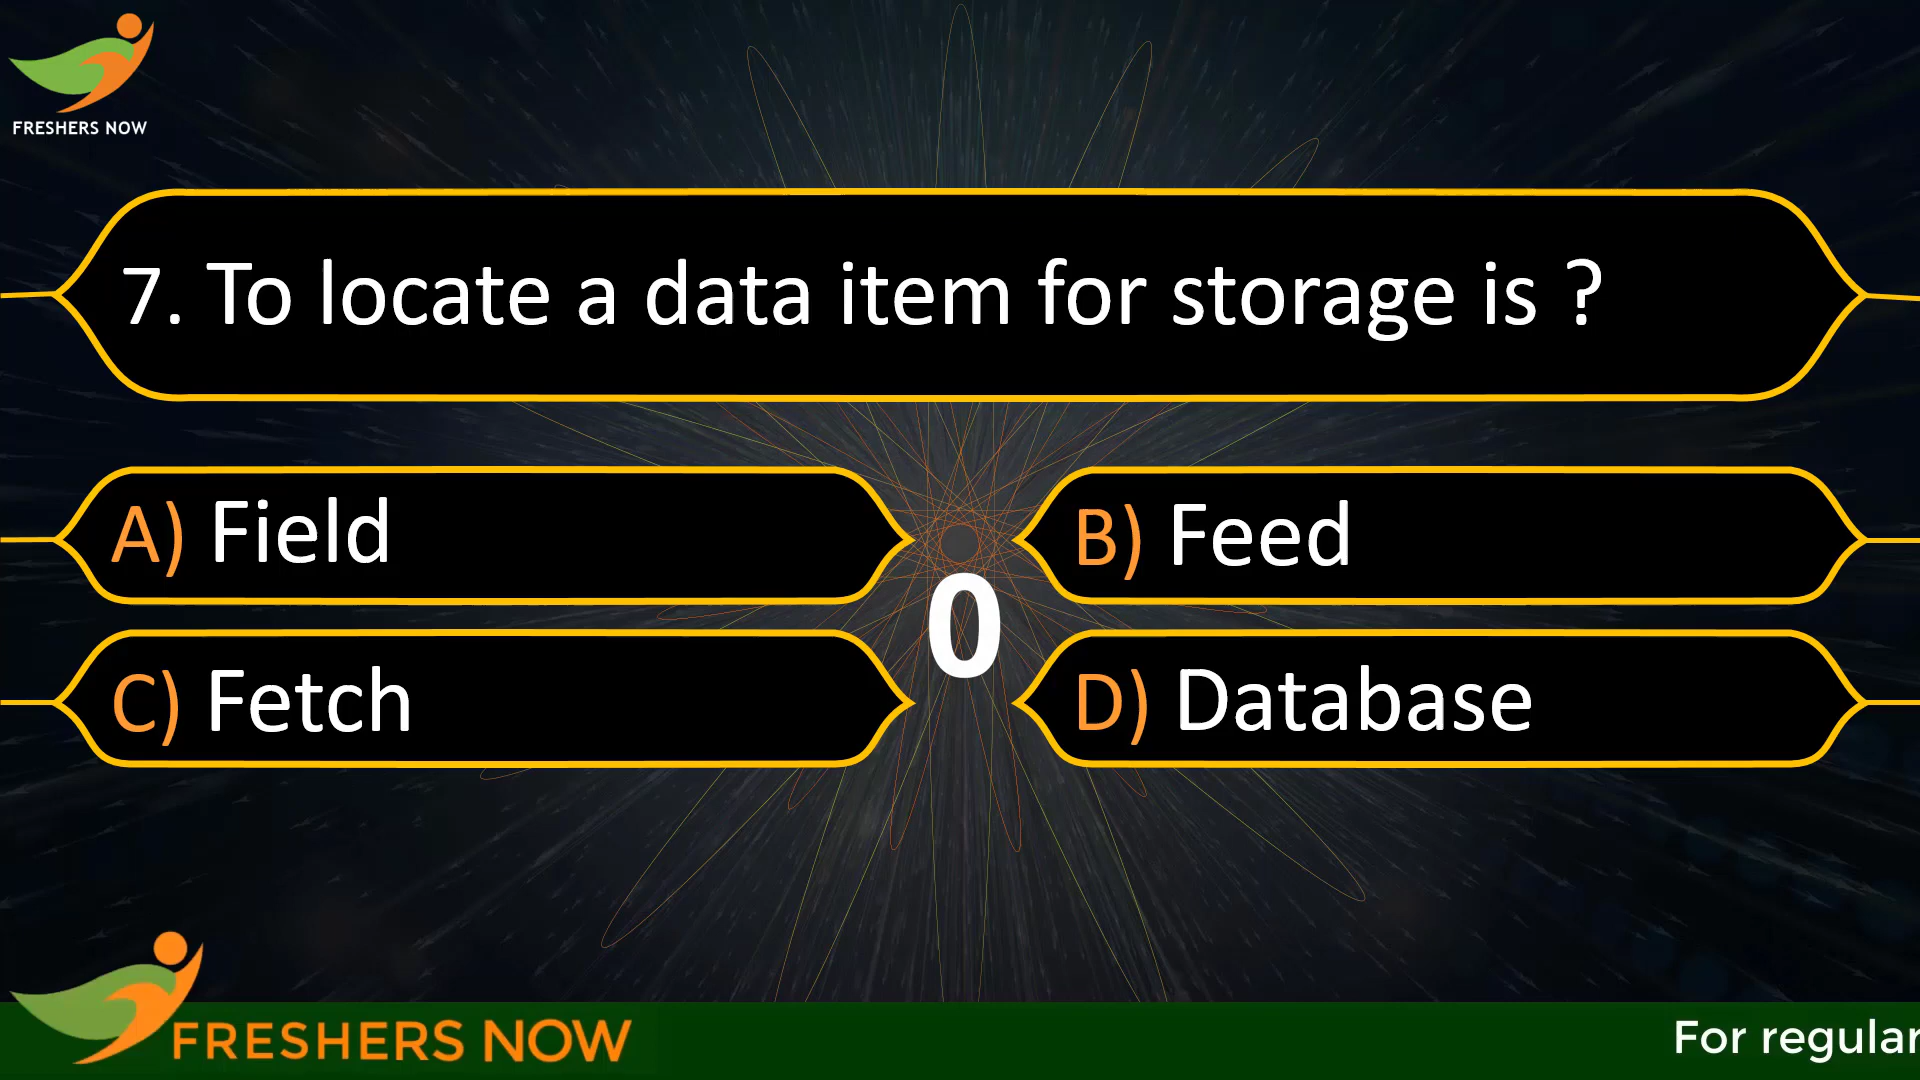 FRESHERS NOW
7. To locate a data item for storage is ?
A) Field
B) Feed
0
C) Fetch
D) Database
FRESHERS NOW
For regular